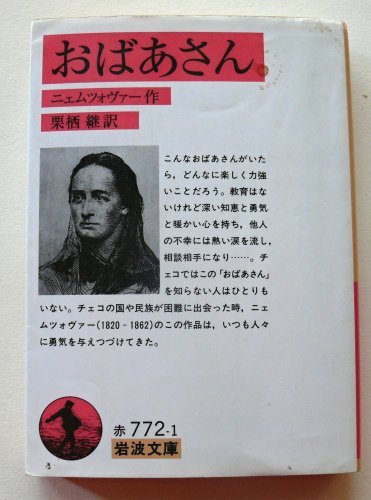 おばあさん
ニェムツォヴァー作
栗栖 継訳
こんなおばあさんがいた
ら，どんなに楽しく力強
いことだろう．教育はな
いけれど深い知恵と勇気
と暖かい心を持ち，他人
の不幸には熱い涙を流し，
相談相手になり……．チ
ェコではこの「おばあさん」
を知らない人はひとりも
いない．チェコの国や民族が困難に出会った時，ニェ
ムツォヴァー(1820‐1862)のこの作品は，いつも人々
に勇気を与えつづけてきた．
赤 772-1
岩波文庫